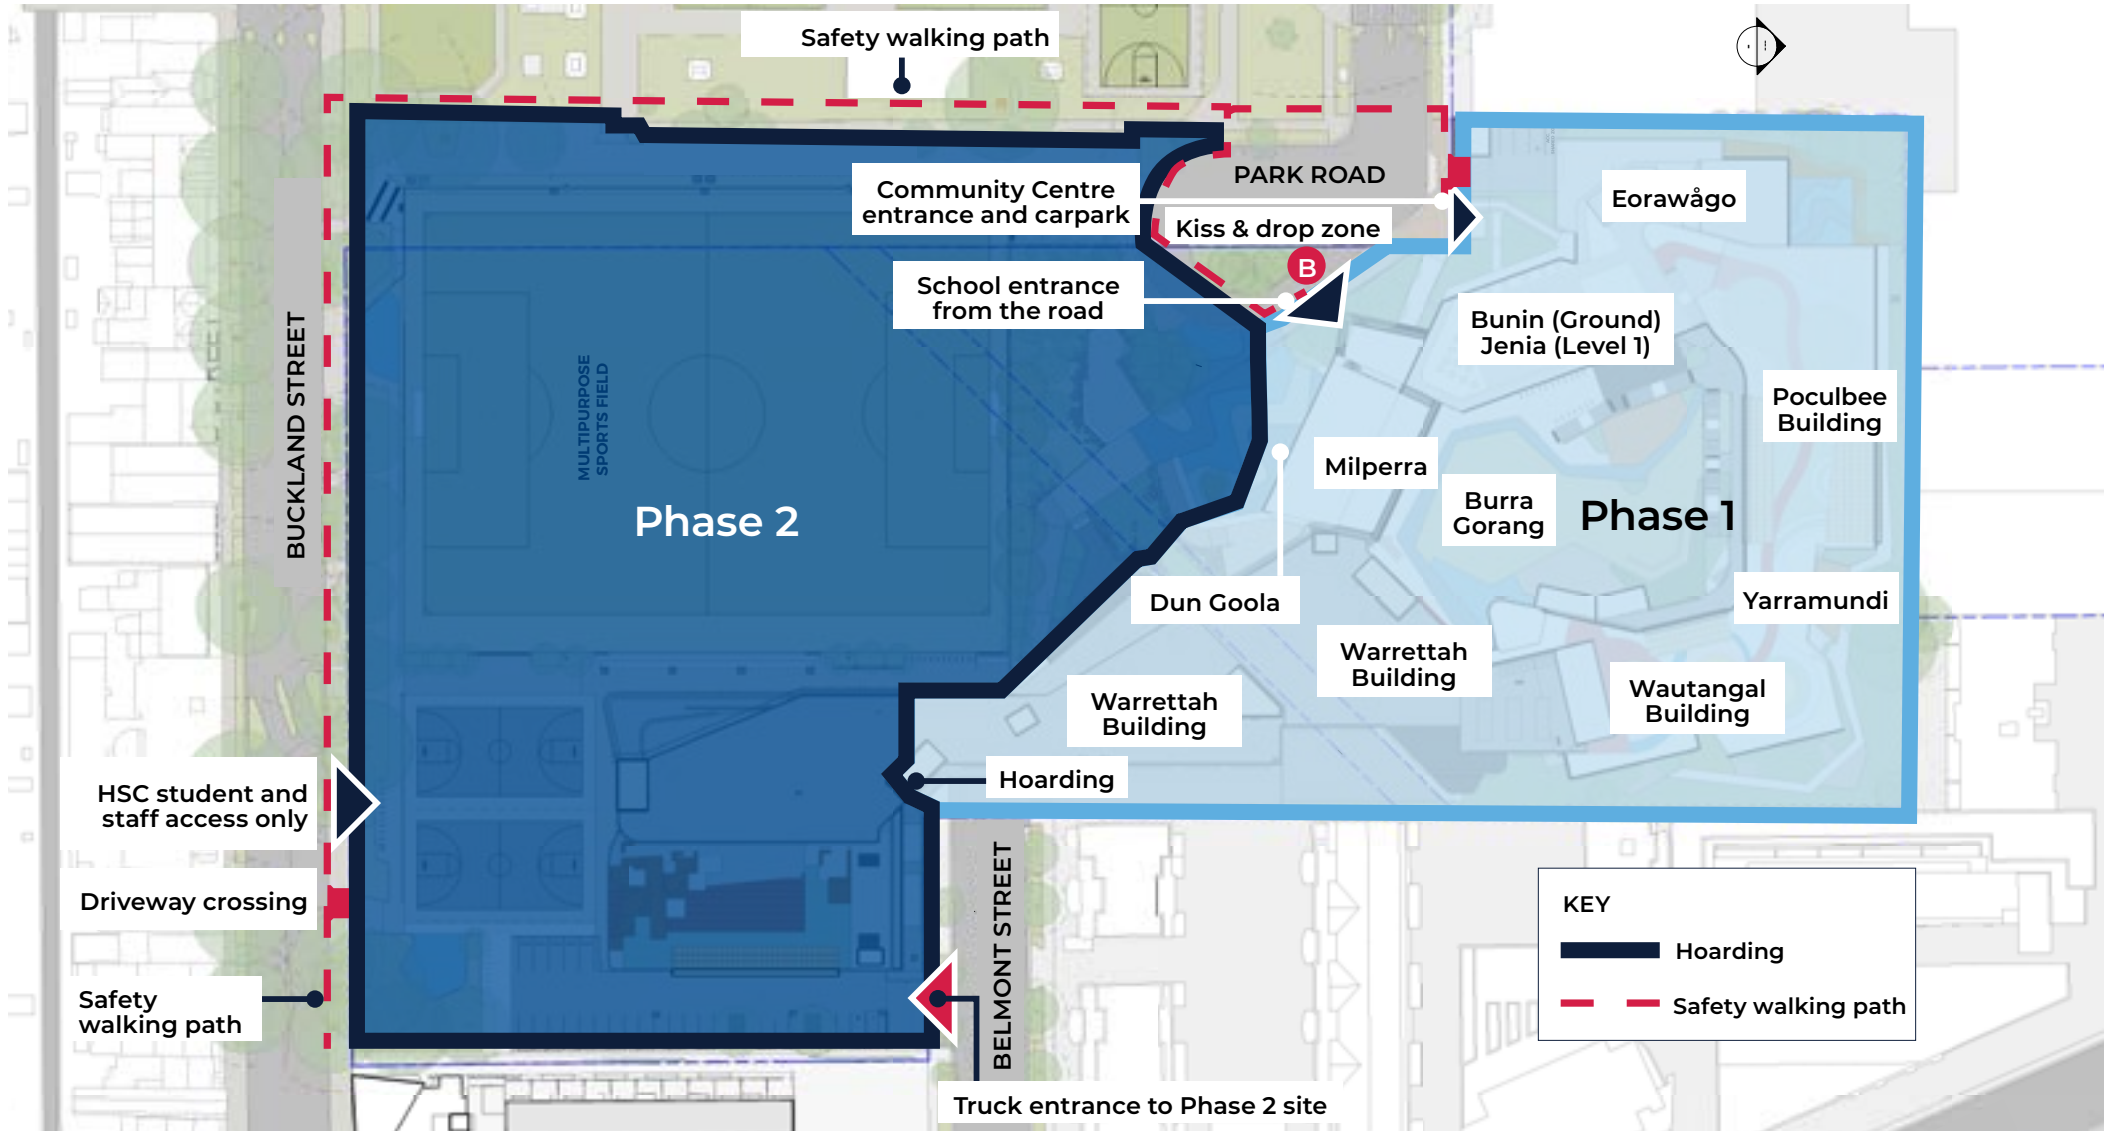 Safety walking path
PARK ROAD
Community Centre
entrance and carpark
Kiss & drop zone
B
School entrance
from the road
Eorawågo
Bunin (Ground)
Jenia (Level 1)
Poculbee
Building
BUCKLAND STREET
MULTIPURPOSE
SPORTS FIELD
Milperra
Burra
Gorang
Phase 1
Phase 2
Dun Goola
Yarramundi
Warrettah
Building
Wautangal
Building
Warrettah
Building
Hoarding
HSC student and
staff access only
Driveway crossing
Safety
walking path
BELMONT STREET
Truck entrance to Phase 2 site
KEY
Hoarding
Safety walking path